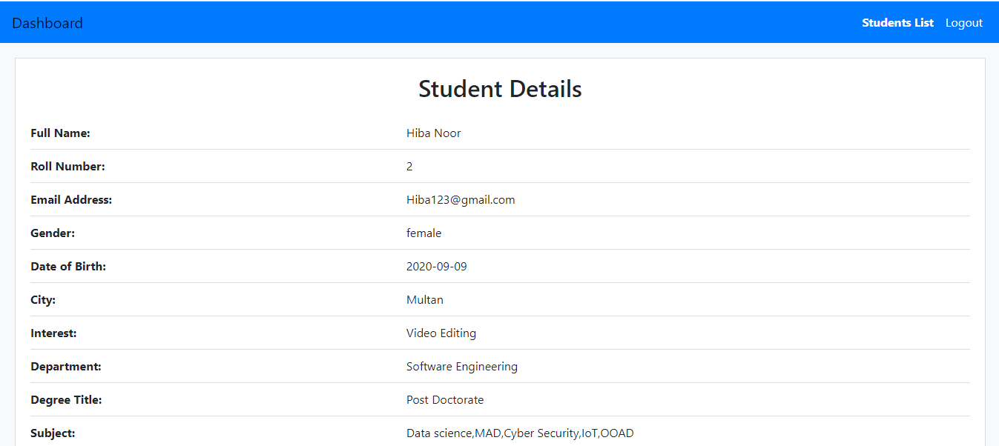 Dashboard Students List Logout
Student Details
Full Name: Hiba Noor
Roll Number: 2
Email Address: Hiba123@gmail.com
Gender: female
Date of Birth: 2020-09-09
City: Multan
Interest: Video Editing
Department: Software Engineering
Degree Title: Post Doctorate
Subject: Data science,MAD,Cyber Security,IoT,OOAD